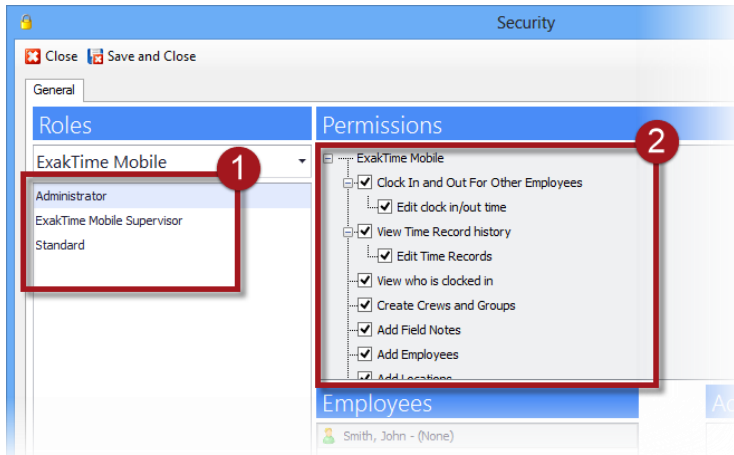 Security
Close Save and Close
General
Roles
ExakTime Mobile
1
Administrator
ExakTime Mobile Supervisor
Standard
Permissions
2
ExakTime Mobile
Clock In and Out For Other Employees
Edit clock in/out time
View Time Record history
Edit Time Records
View who is clocked in
Create Crews and Groups
Add Field Notes
Add Employees
Add Locations
Employees
Smith, John - (None)